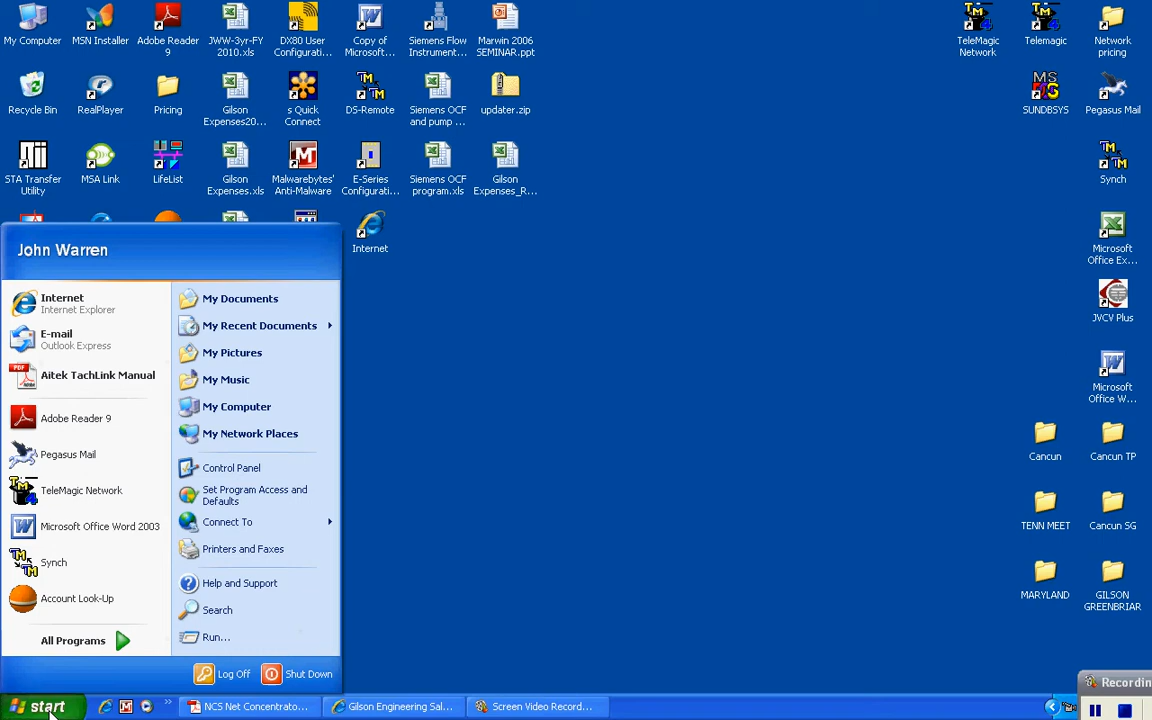 My Computer
MSN Installer
Adobe Reader
9
JWW-3yr-FY
2010.xls
DX80 User
Configurati...
Copy of
Microsoft...
Siemens Flow
Instrument...
Marwin 2006
SEMINAR.ppt
TeleMagic
Network
Telemagic
Network
pricing
Recycle Bin
RealPlayer
Pricing
Gilson
Expenses20...
s Quick
Connect
DS-Remote
Siemens OCF
and pump ...
updater.zip
MS
SUNDBSYS
Pegasus Mail
STA Transfer
Utility
MSA Link
LifeList
Gilson
Expenses.xls
Malwarebytes'
Anti-Malware
E-Series
Configurati...
Siemens OCF
program.xls
Gilson
Expenses_R...
Synch
Internet
Microsoft
Office Ex...
JVCV Plus
Microsoft
Office W...
Cancun
Cancun TP
TENN MEET
Cancun SG
MARYLAND
GILSON
GREENBRIAR
John Warren
Internet
Internet Explorer
E-mail
Outlook Express
Aitek TachLink Manual
Adobe Reader 9
Pegasus Mail
TeleMagic Network
Microsoft Office Word 2003
Synch
Account Look-Up
All Programs
My Documents
My Recent Documents
My Pictures
My Music
My Computer
My Network Places
Control Panel
Set Program Access and
Defaults
Connect To
Printers and Faxes
Help and Support
Search
Run...
Log Off
Shut Down
start
NCS Net Concentrato...
Gilson Engineering Sal...
Screen Video Record...
Recordin